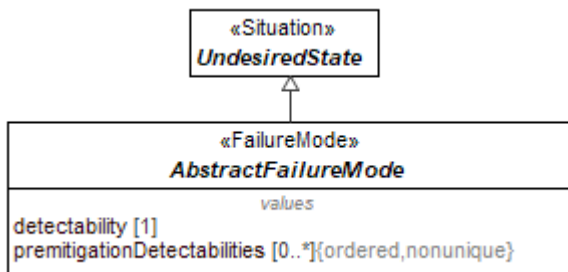 «Situation»
UndesiredState
«FailureMode»
AbstractFailureMode
values
detectability [1]
premitigationDetectabilities [0..*]{ordered,nonunique}